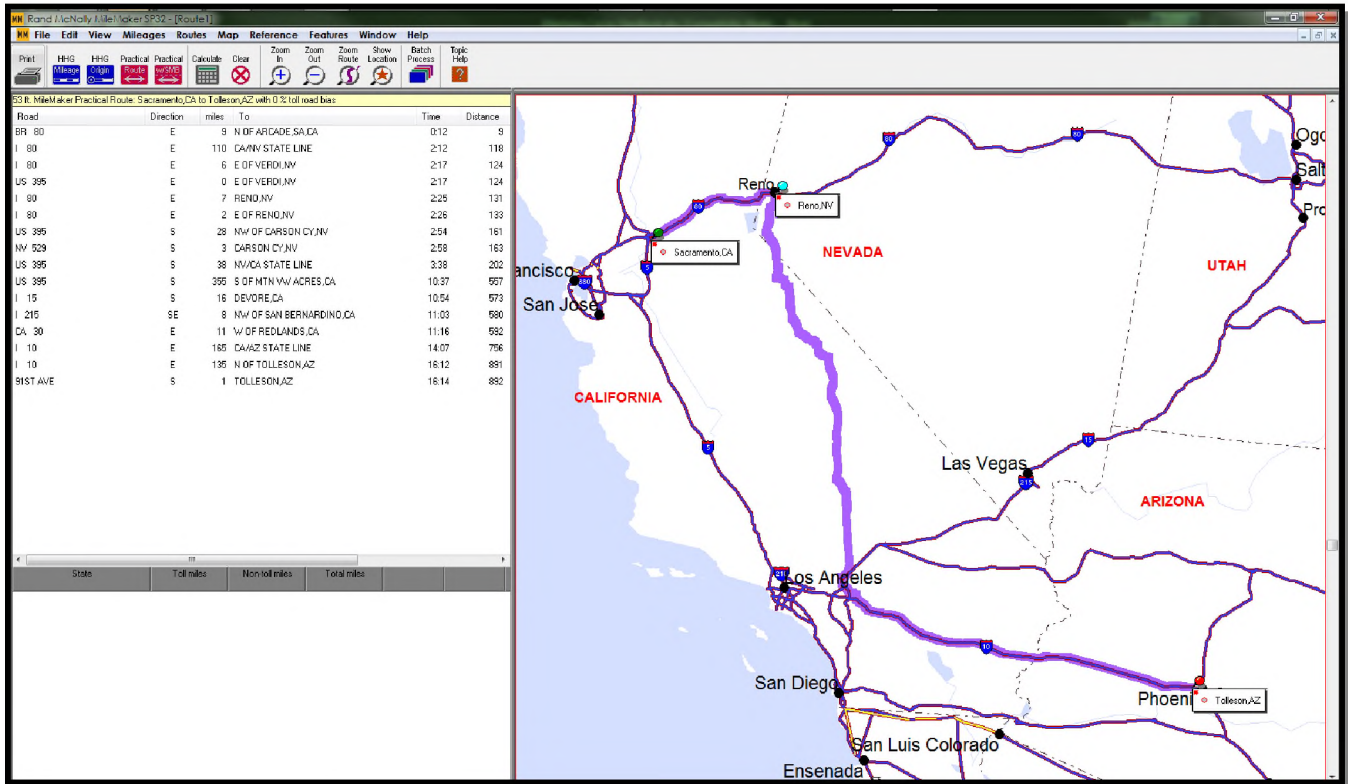 Rand McNally MileMaker SP32 - [Route1]
File Edit View Mileages Routes Map Reference Features Window Help
Print
HHG Mileage
HHG Origin
Practical Route
Practical w/SMB
Calculate
Clear
Zoom In
Zoom Out
Zoom Route
Show Location
Batch Process
Topic Help
53 ft. MileMaker Practical Route: Sacramento,CA to Tolleson,AZ with 0 % toll road bias
Road Direction miles To Time Distance
BR 80 E 9 N OF ARCADE,SA,CA 0:12 9
I 80 E 110 CA/NV STATE LINE 2:12 118
I 80 E 6 E OF VERDI,NV 2:17 124
US 395 E 0 E OF VERDI,NV 2:17 124
I 80 E 7 RENO,NV 2:25 131
I 80 E 2 E OF RENO,NV 2:26 133
US 395 S 28 NW OF CARSON CY,NV 2:54 161
NV 529 S 3 CARSON CY,NV 2:58 163
US 395 S 38 NV/CA STATE LINE 3:38 202
US 395 S 355 S OF MTN VW ACRES,CA 10:37 557
I 15 S 16 DEVORE,CA 10:54 573
I 215 SE 8 NW OF SAN BERNARDINO,CA 11:03 580
CA 30 E 11 W OF REDLANDS,CA 11:16 592
I 10 E 165 CA/AZ STATE LINE 14:07 756
I 10 E 135 N OF TOLLESON,AZ 16:12 891
91ST AVE S 1 TOLLESON,AZ 16:14 892
State Toll miles Non-toll miles Total miles
80
80
Ogo
Salt
Pro
Reno
Reno,NV
80
Sacramento,CA
NEVADA
UTAH
5
ancisco
880
San Jose
CALIFORNIA
5
15
Las Vegas
215
ARIZONA
Los Angeles
10
San Diego
Phoeni
Tolleson,AZ
San Luis Colorado
Ensenada